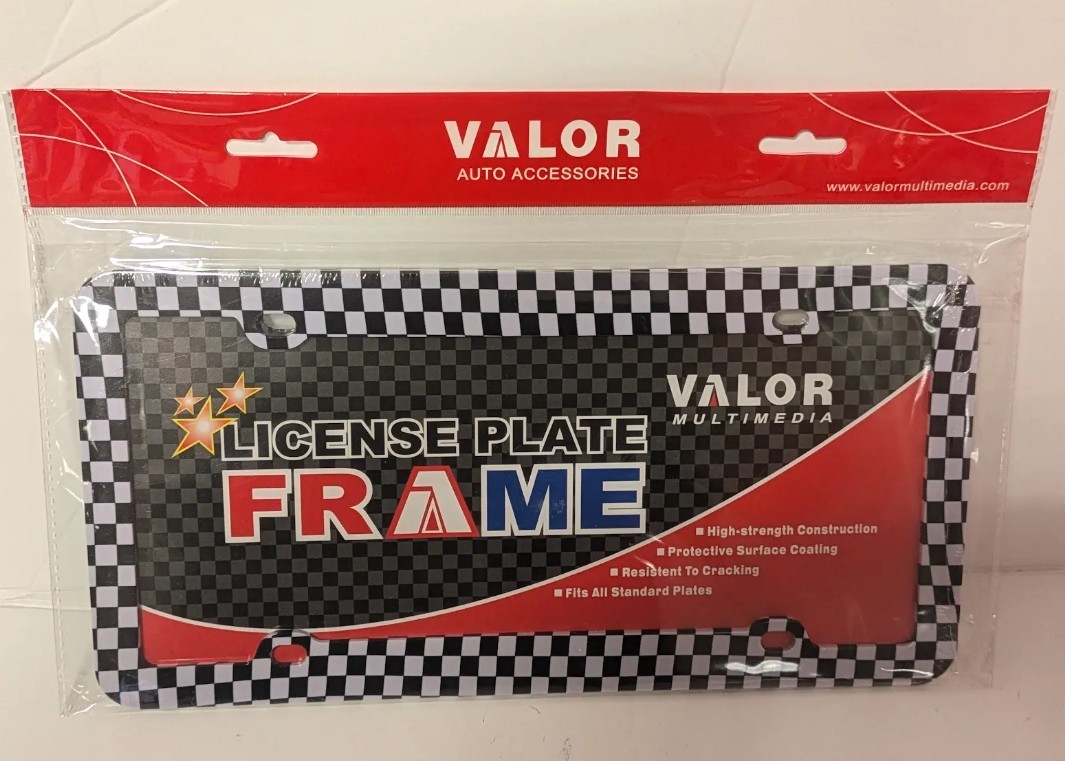 VALOR
AUTO ACCESSORIES
www.valormultimedia.com
VALOR
MULTIMEDIA
LICENSE PLATE
FRAME
High-strength Construction
Protective Surface Coating
Resistent To Cracking
Fits All Standard Plates